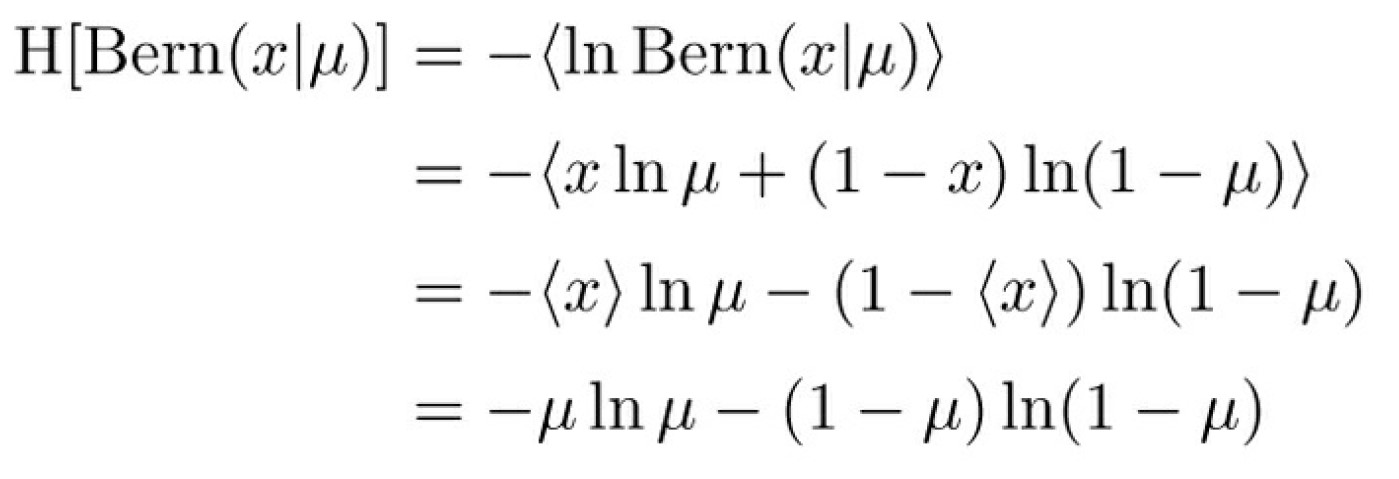 H[Bern(x|μ)] = −⟨ln Bern(x|μ)⟩
= −⟨x ln μ + (1 − x) ln(1 − μ)⟩
= −⟨x⟩ ln μ − (1 − ⟨x⟩) ln(1 − μ)
= −μ ln μ − (1 − μ) ln(1 − μ)